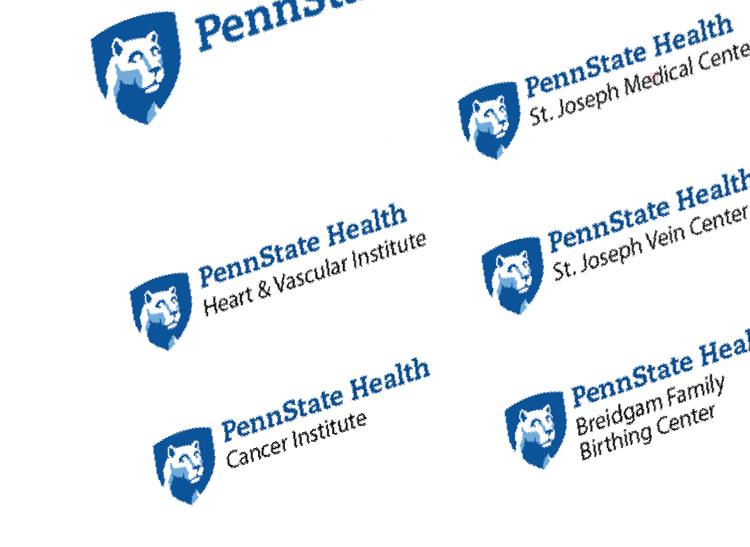 PennSta
PennState Health
St. Joseph Medical Cente
PennState Health
Heart & Vascular Institute
PennState Health
St. Joseph Vein Center
PennState Health
Cancer Institute
PennState Heal
Breidgam Family
Birthing Center